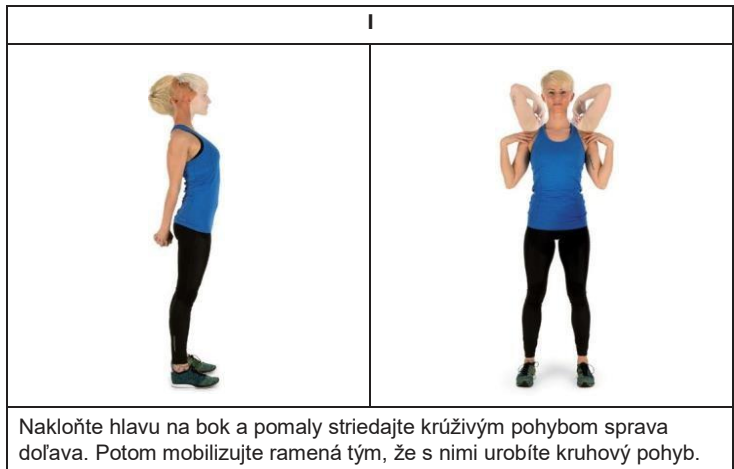 I
Nakloňte hlavu na bok a pomaly striedajte krúživým pohybom sprava
doľava. Potom mobilizujte ramená tým, že s nimi urobíte kruhový pohyb.